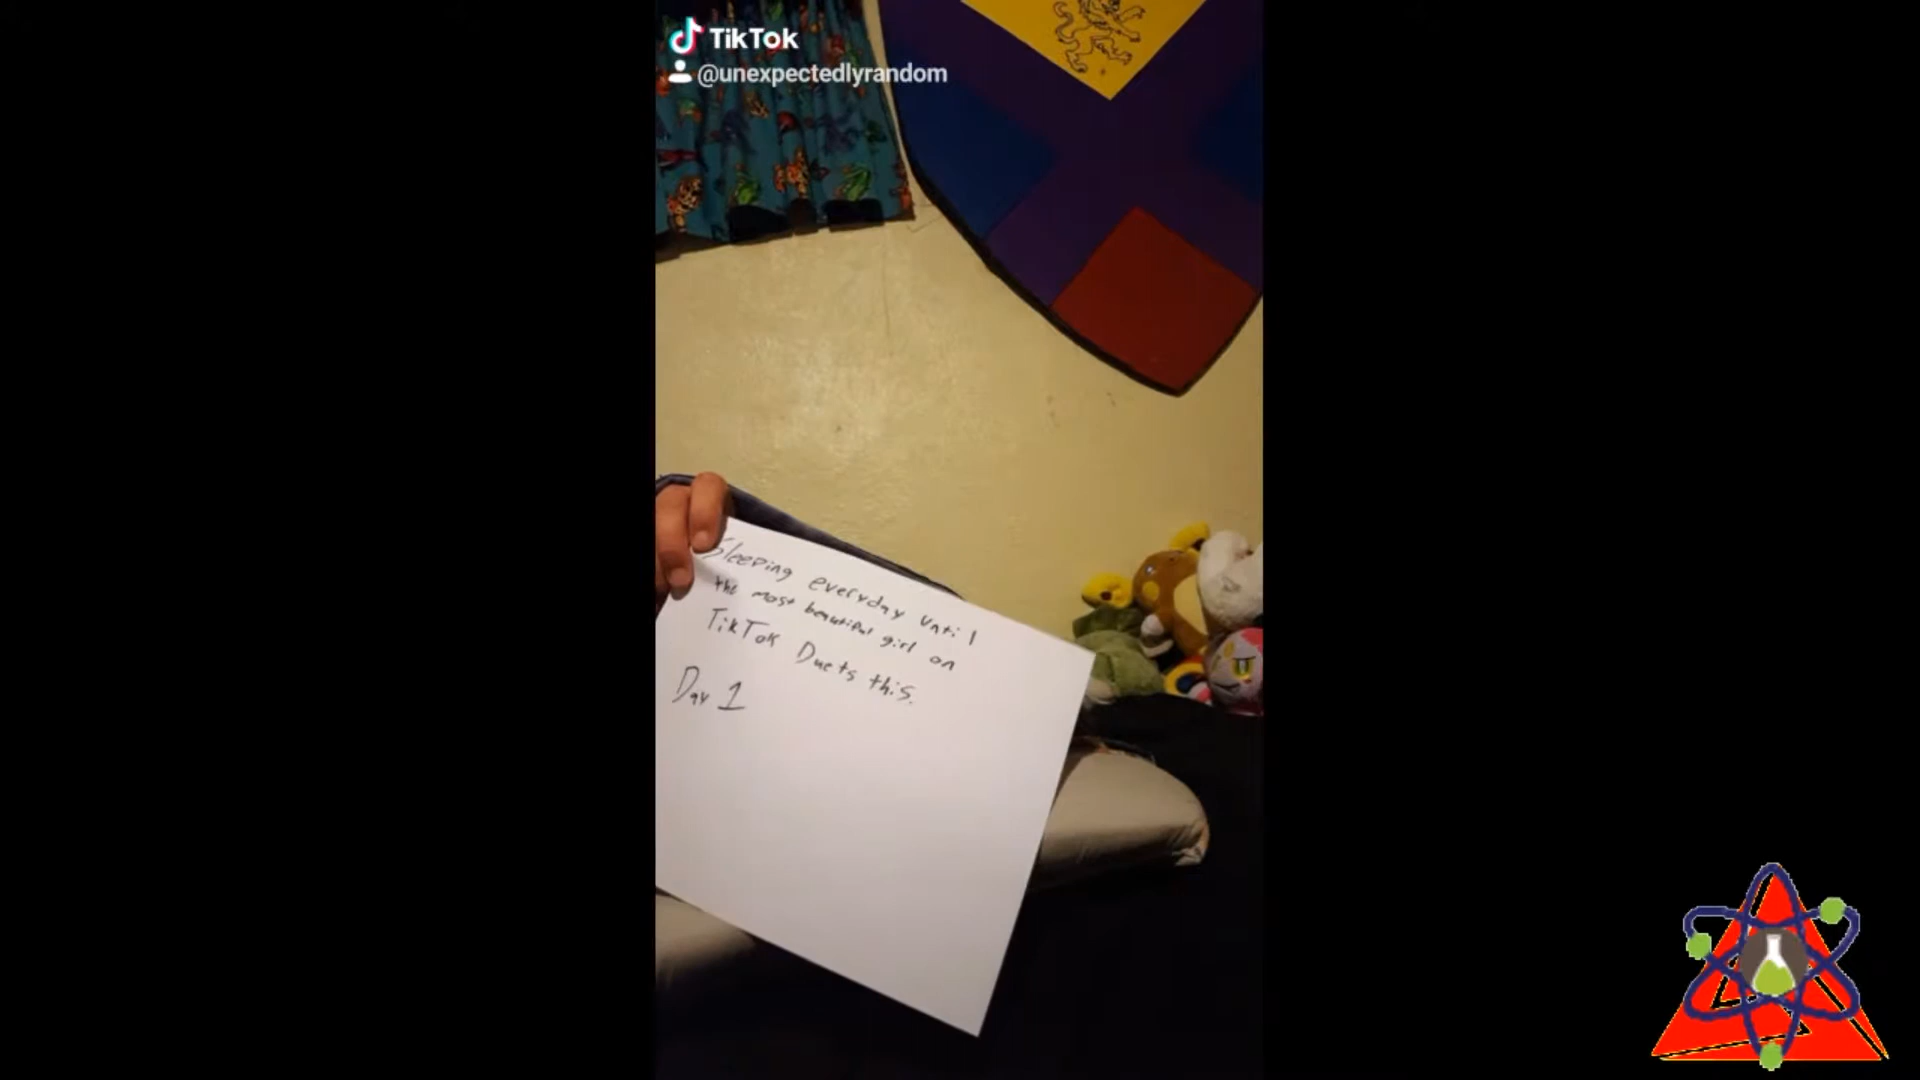 TikTok
@unexpectedlyrandom
Sleeping everyday until
the most beautiful girl on
TikTok Duets this.
Day 1